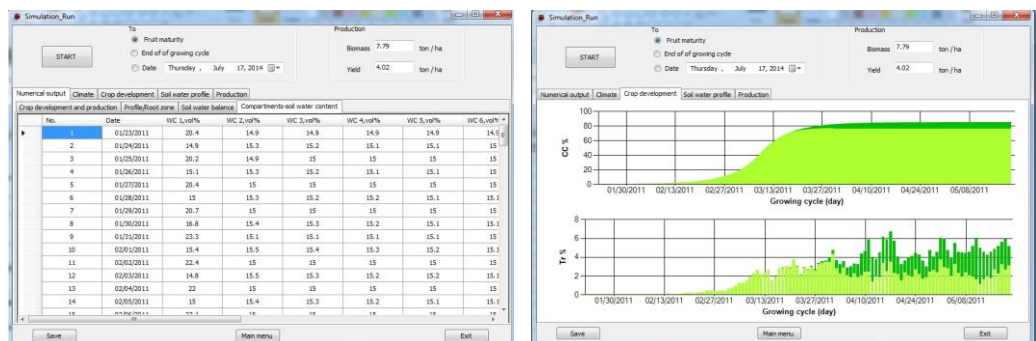 Simulation_Run
START
To
Fruit maturity
End of of growing cycle
Date Thursday , July 17, 2014
Production
Biomass 7.79 ton / ha
Yield 4.02 ton / ha
Numerical output Climate Crop development Soil water profile Production
Crop development and production Profile/Root zone Soil water balance Compartments-soil water content
No. Date WC 1,vol% WC 2,vol% WC 3,vol% WC 4,vol% WC 5,vol% WC 6,vol%
1 01/23/2011 20.4 14.9 14.9 14.9 14.9 14.9
2 01/24/2011 14.9 15.3 15.2 15.1 15.1 15
3 01/25/2011 20.2 14.9 15 15 15 15
4 01/26/2011 15.1 15.3 15.2 15.1 15.1 15
5 01/27/2011 20.4 15 15 15 15 15
6 01/28/2011 15 15.3 15.2 15.2 15.1 15.1
7 01/29/2011 20.7 15 15 15 15 15
8 01/30/2011 16.8 15.4 15.3 15.2 15.1 15.1
9 01/31/2011 23.3 15.1 15.1 15.1 15.1 15
10 02/01/2011 15.4 15.5 15.4 15.3 15.2 15.1
11 02/02/2011 22.4 15 15 15 15 15
12 02/03/2011 14.8 15.5 15.3 15.2 15.2 15.1
13 02/04/2011 22 15 15 15 15 15
14 02/05/2011 15 15.4 15.3 15.2 15.1 15.1
Save Main menu Exit
Simulation_Run
START
To
Fruit maturity
End of of growing cycle
Date Thursday , July 17, 2014
Production
Biomass 7.79 ton / ha
Yield 4.02 ton / ha
Numerical output Climate Crop development Soil water profile Production
CC %
100
80
60
40
20
0
01/30/2011 02/13/2011 02/27/2011 03/13/2011 03/27/2011 04/10/2011 04/24/2011 05/08/2011
Growing cycle (day)
Tr %
8
6
4
2
0
01/30/2011 02/13/2011 02/27/2011 03/13/2011 03/27/2011 04/10/2011 04/24/2011 05/08/2011
Growing cycle (day)
Save Main menu Exit